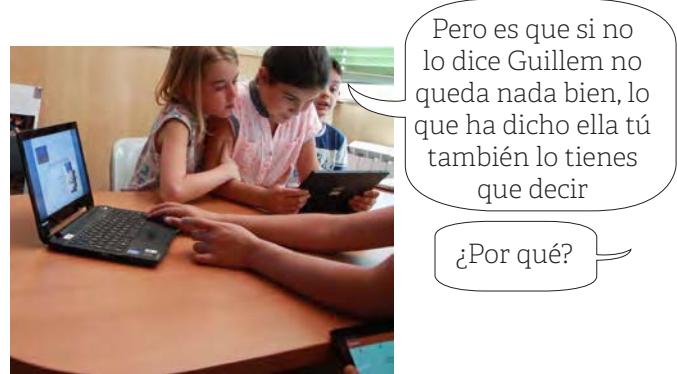 Pero es que si no
lo dice Guillem no
queda nada bien, lo
que ha dicho ella tú
también lo tienes
que decir
¿Por qué?